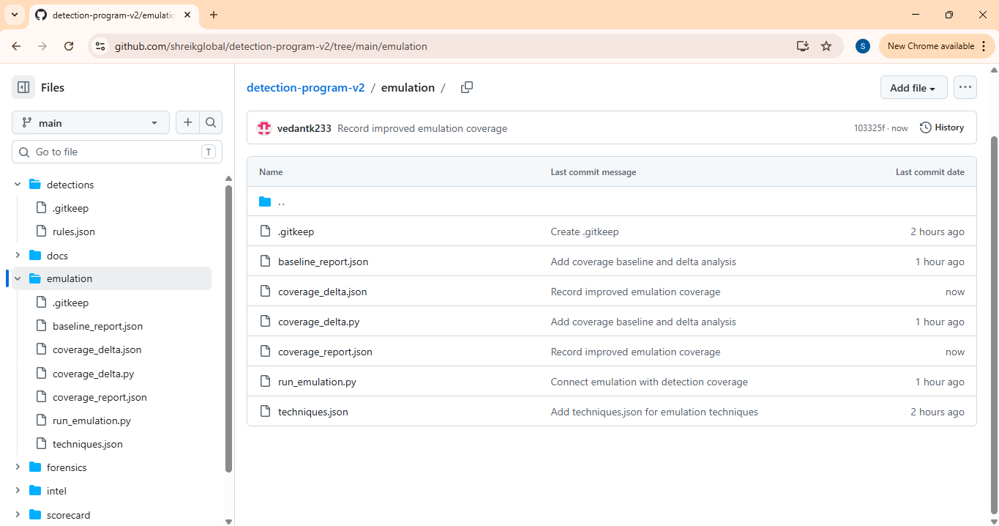 detection-program-v2/emulatic
github.com/shreikglobal/detection-program-v2/tree/main/emulation
S
New Chrome available
Files
main
Go to file
T
detections
.gitkeep
rules.json
docs
emulation
.gitkeep
baseline_report.json
coverage_delta.json
coverage_delta.py
coverage_report.json
run_emulation.py
techniques.json
forensics
intel
scorecard
detection-program-v2 / emulation /
Add file
vedantk233 Record improved emulation coverage 103325f · now History
Name Last commit message Last commit date
..
.gitkeep Create .gitkeep 2 hours ago
baseline_report.json Add coverage baseline and delta analysis 1 hour ago
coverage_delta.json Record improved emulation coverage now
coverage_delta.py Add coverage baseline and delta analysis 1 hour ago
coverage_report.json Record improved emulation coverage now
run_emulation.py Connect emulation with detection coverage 1 hour ago
techniques.json Add techniques.json for emulation techniques 2 hours ago